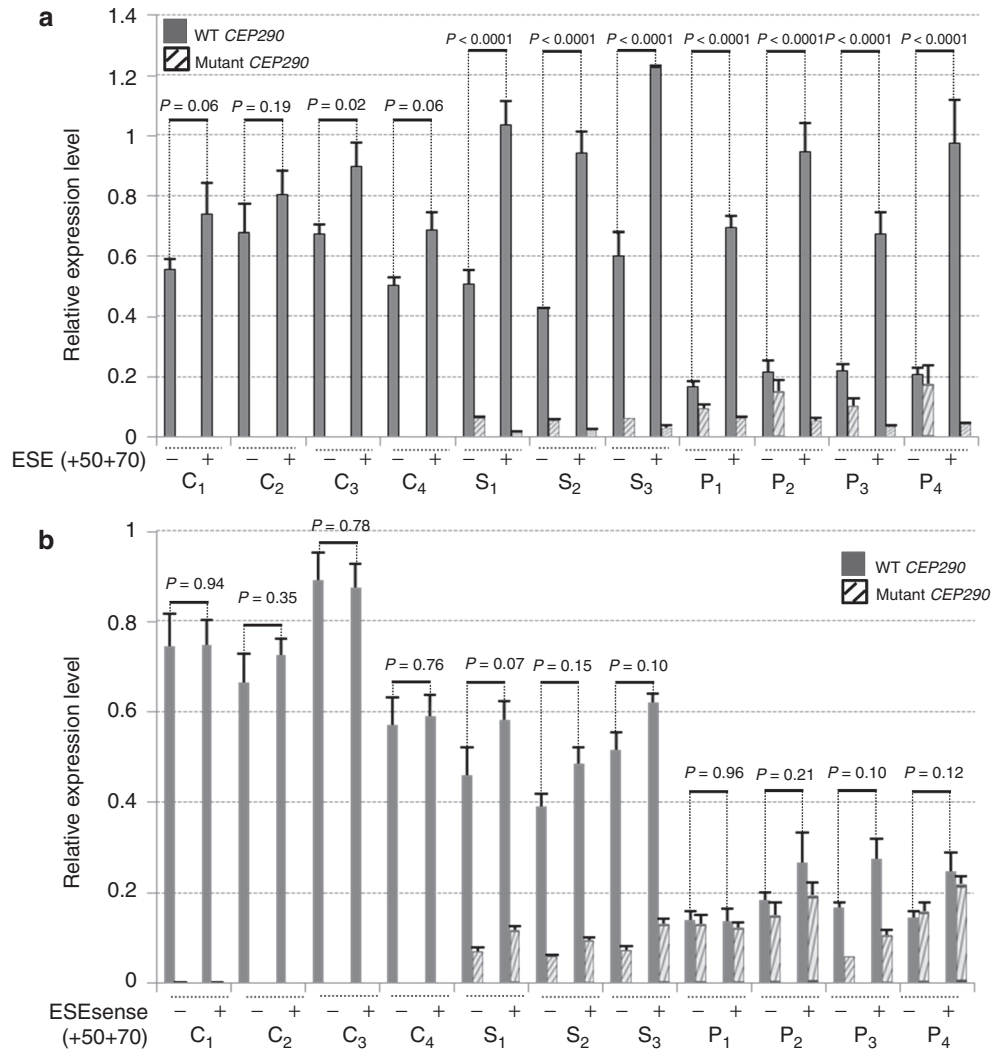 a
1.4
1.2
1
0.8
0.6
0.4
0.2
0
Relative expression level
WT CEP290
Mutant CEP290
P = 0.06
P = 0.19
P = 0.02
P = 0.06
P < 0.0001
P < 0.0001
P < 0.0001
P < 0.0001
P < 0.0001
P < 0.0001
P < 0.0001
ESE (+50+70) − + − + − + − + − + − + − + − + − + − + − +
C1 C2 C3 C4 S1 S2 S3 P1 P2 P3 P4
b
1
0.8
0.6
0.4
0.2
0
Relative expression level
WT CEP290
Mutant CEP290
P = 0.94
P = 0.35
P = 0.78
P = 0.76
P = 0.07
P = 0.15
P = 0.10
P = 0.96
P = 0.21
P = 0.10
P = 0.12
ESEsense − + − + − + − + − + − + − + − + − + − + − +
(+50+70) C1 C2 C3 C4 S1 S2 S3 P1 P2 P3 P4